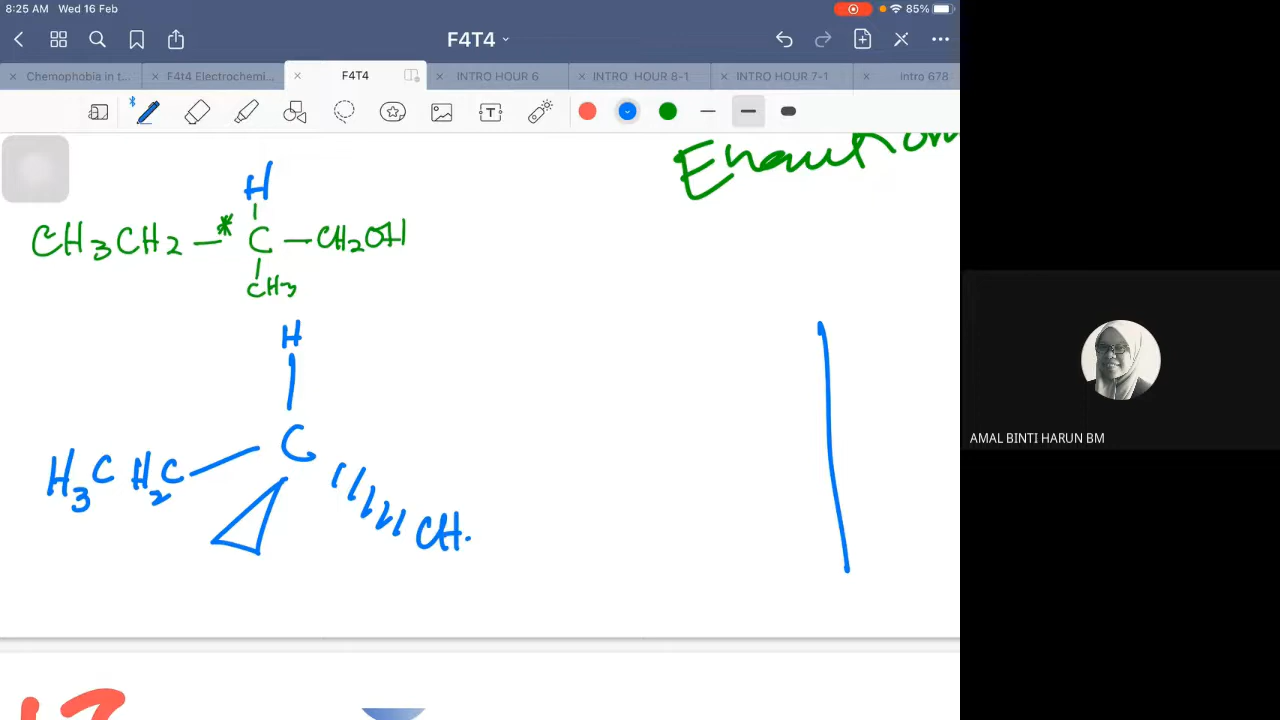 8:25 AM Wed 16 Feb
85%
F4T4
Chemophobia in t...
F4t4 Electrochemi...
F4T4
INTRO HOUR 6
INTRO HOUR 8-1
INTRO HOUR 7-1
Intro 678
T
H
CH3CH2 — * C — CH2OH
CH3
H
C
H3C H2C
CH
AMAL BINTI HARUN BM